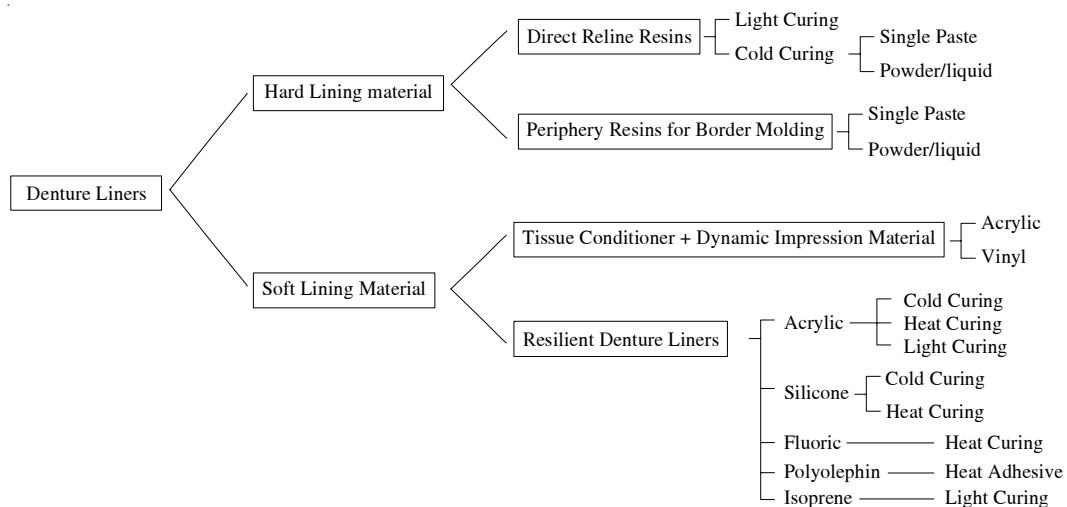 Denture Liners
Hard Lining material
Direct Reline Resins
Light Curing
Cold Curing
Single Paste
Powder/liquid
Periphery Resins for Border Molding
Single Paste
Powder/liquid
Soft Lining Material
Tissue Conditioner + Dynamic Impression Material
Acrylic
Vinyl
Resilient Denture Liners
Acrylic
Cold Curing
Heat Curing
Light Curing
Silicone
Cold Curing
Heat Curing
Fluoric
Heat Curing
Polyolephin
Heat Adhesive
Isoprene
Light Curing